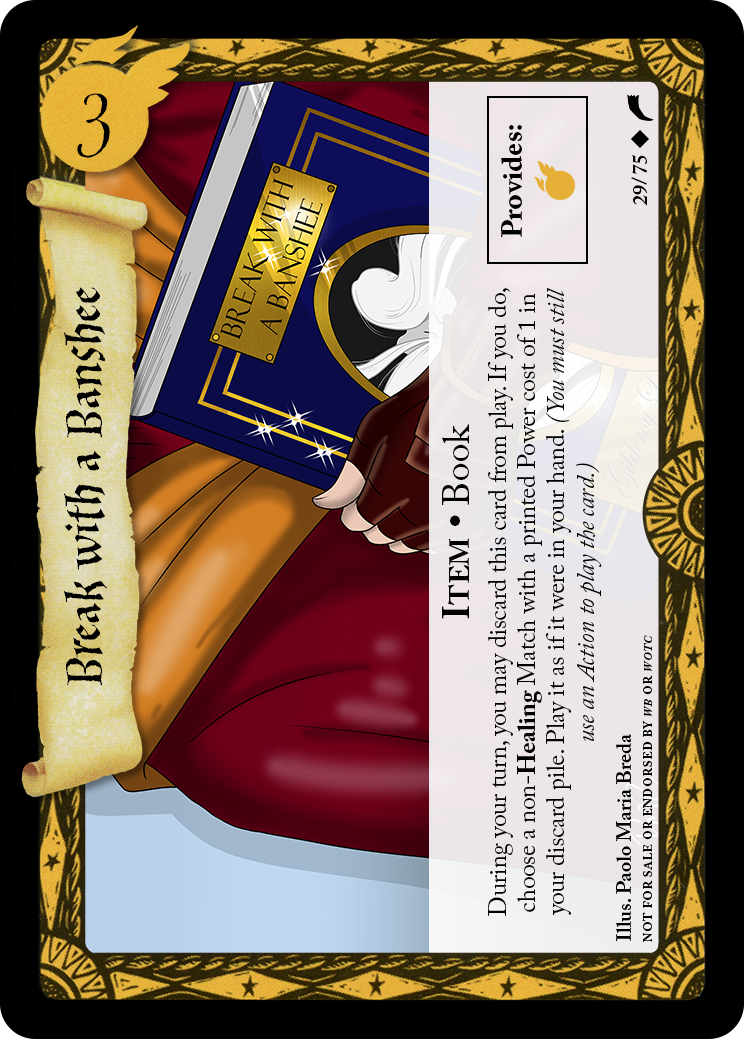 3
Break with a Banshee
BREAK WITH
A BANSHEE
ITEM • Book
Provides:
During your turn, you may discard this card from play. If you do,
choose a non-Healing Match with a printed Power cost of 1 in
your discard pile. Play it as if it were in your hand. (You must still
use an Action to play the card.)
Illus. Paolo Maria Breda
NOT FOR SALE OR ENDORSED BY WB OR WOTC
29/75